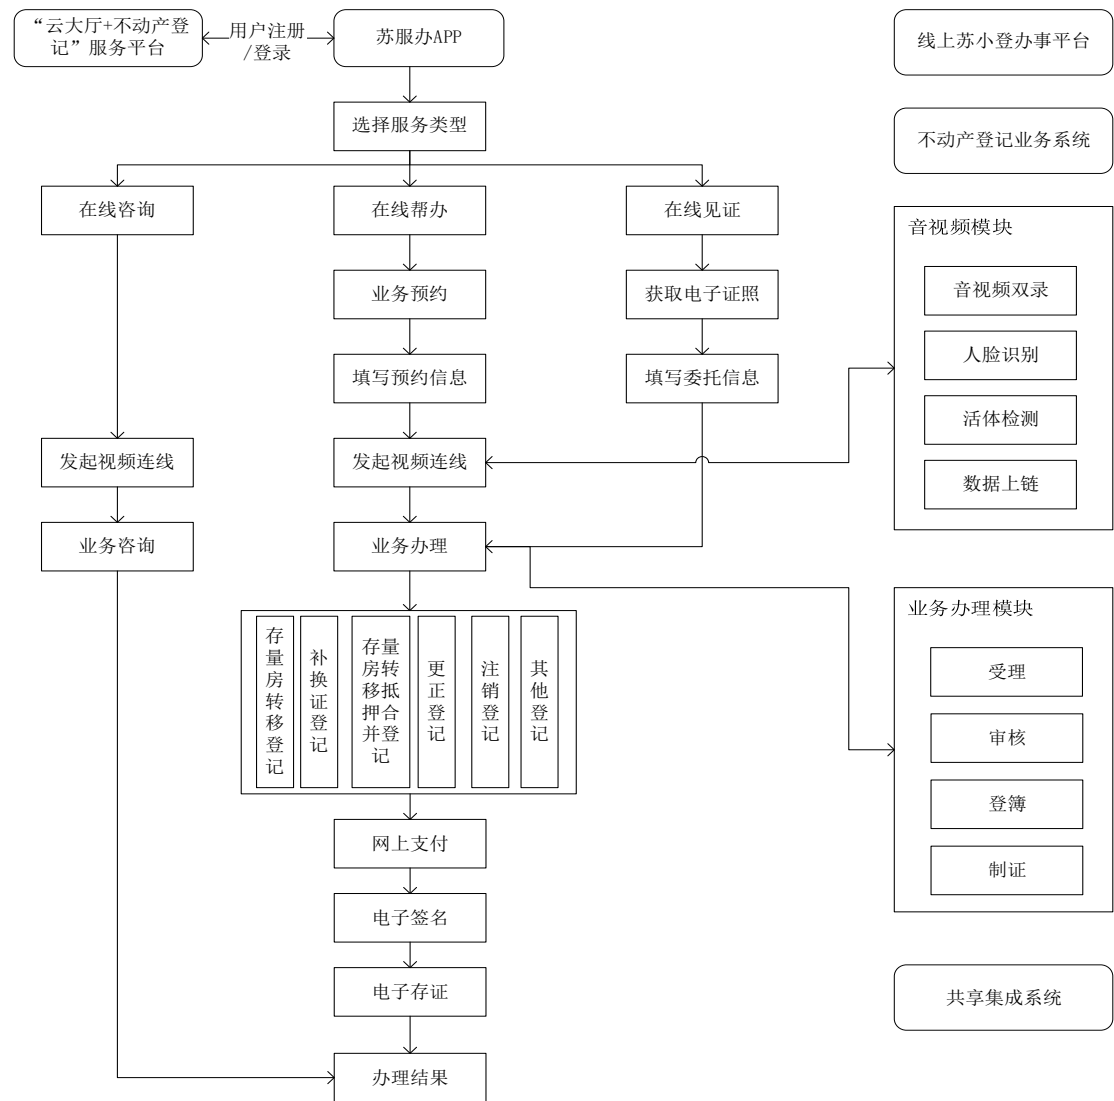 “云大厅+不动产登
记”服务平台
用户注册
/登录
苏服办APP
线上苏小登办事平台
选择服务类型
不动产登记业务系统
在线咨询
在线帮办
在线见证
音视频模块
业务预约
获取电子证照
音视频双录
填写预约信息
填写委托信息
人脸识别
活体检测
发起视频连线
发起视频连线
数据上链
业务咨询
业务办理
业务办理模块
存量房转移登记
补换证登记
存量房转移抵押合并登记
更正登记
注销登记
其他登记
受理
审核
登簿
制证
网上支付
电子签名
电子存证
共享集成系统
办理结果